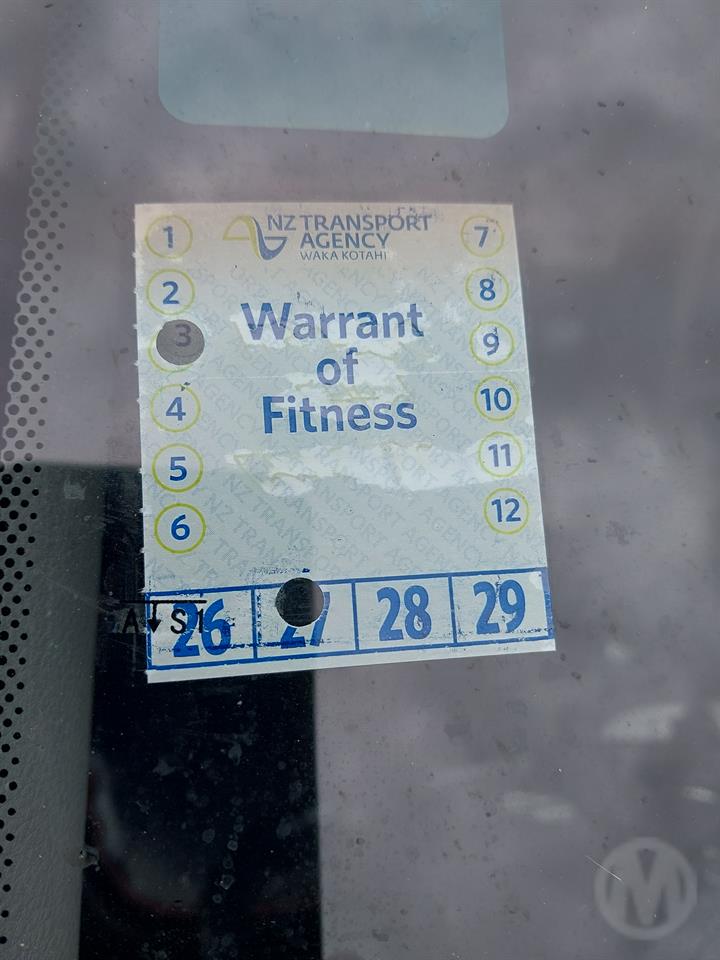 NZ TRANSPORT
AGENCY
WAKA KOTAHI
1
7
2
8
3
9
4
10
5
11
6
12
Warrant
of
Fitness
26 27 28 29
A S1
M